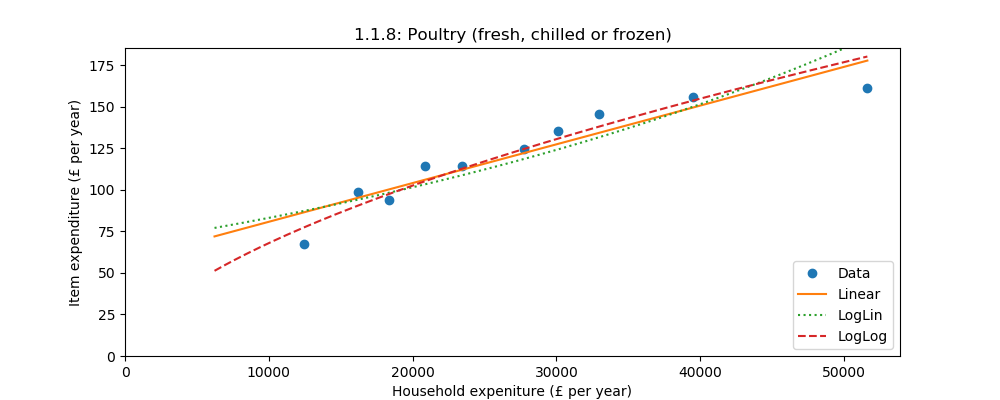 1.1.8: Poultry (fresh, chilled or frozen)
Item expenditure (£ per year)
175
150
125
100
75
50
25
0
0 10000 20000 30000 40000 50000
Household expeniture (£ per year)
Data
Linear
LogLin
LogLog